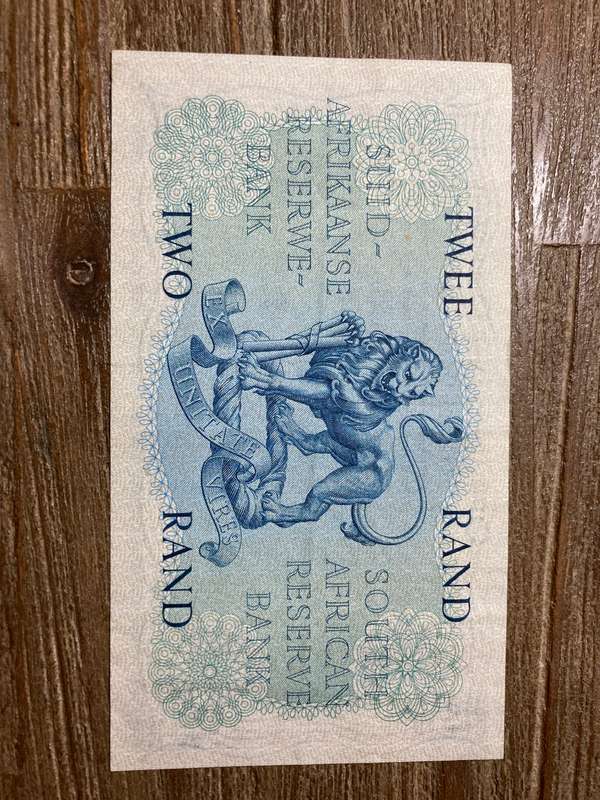 TWEE RAND
SUID-
AFRIKAANSE
RESERWE-
BANK
SOUTH
AFRICAN
RESERVE
BANK
EX UNITATE VIRES
TWO RAND